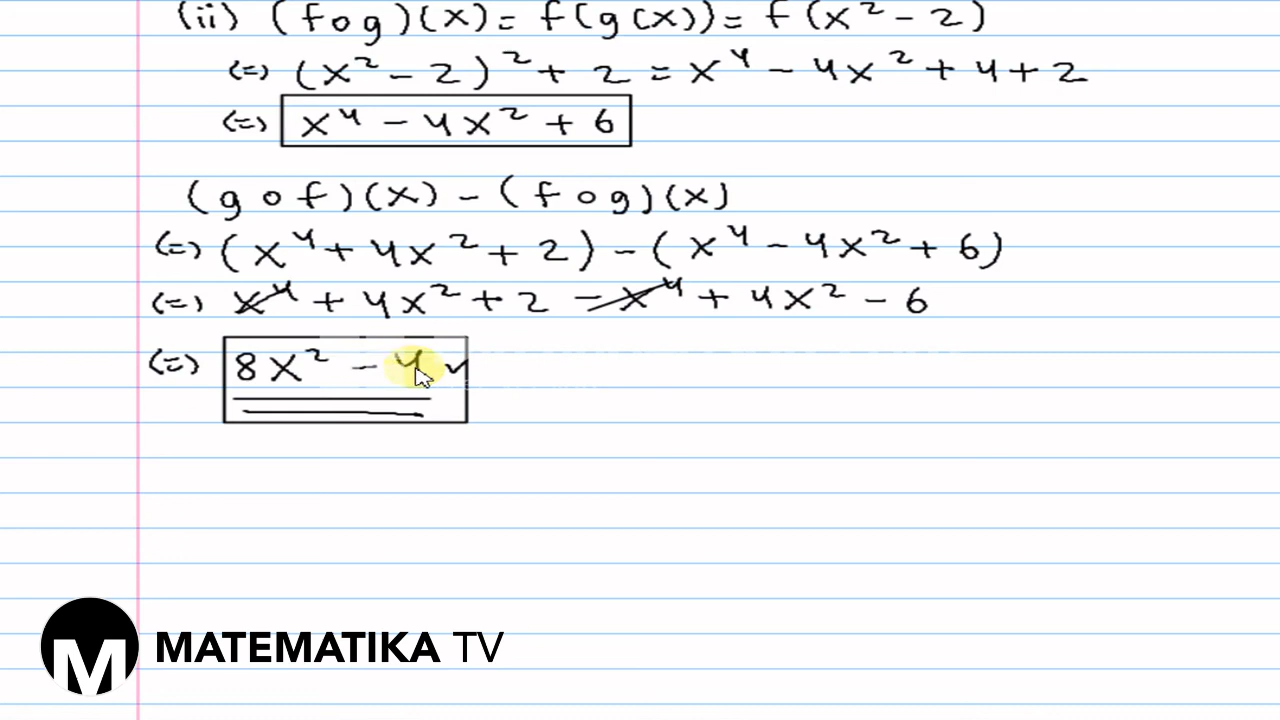 (ii) (fog)(x) = f(g(x)) = f(x² - 2)
(=) (x² - 2)² + 2 = x⁴ - 4x² + 4 + 2
(=) x⁴ - 4x² + 6
(g o f)(x) - (f o g)(x)
(=) (x⁴ + 4x² + 2) - (x⁴ - 4x² + 6)
(=) x⁴ + 4x² + 2 - x⁴ + 4x² - 6
(=) 8x² - 4 ✓
M MATEMATIKA TV